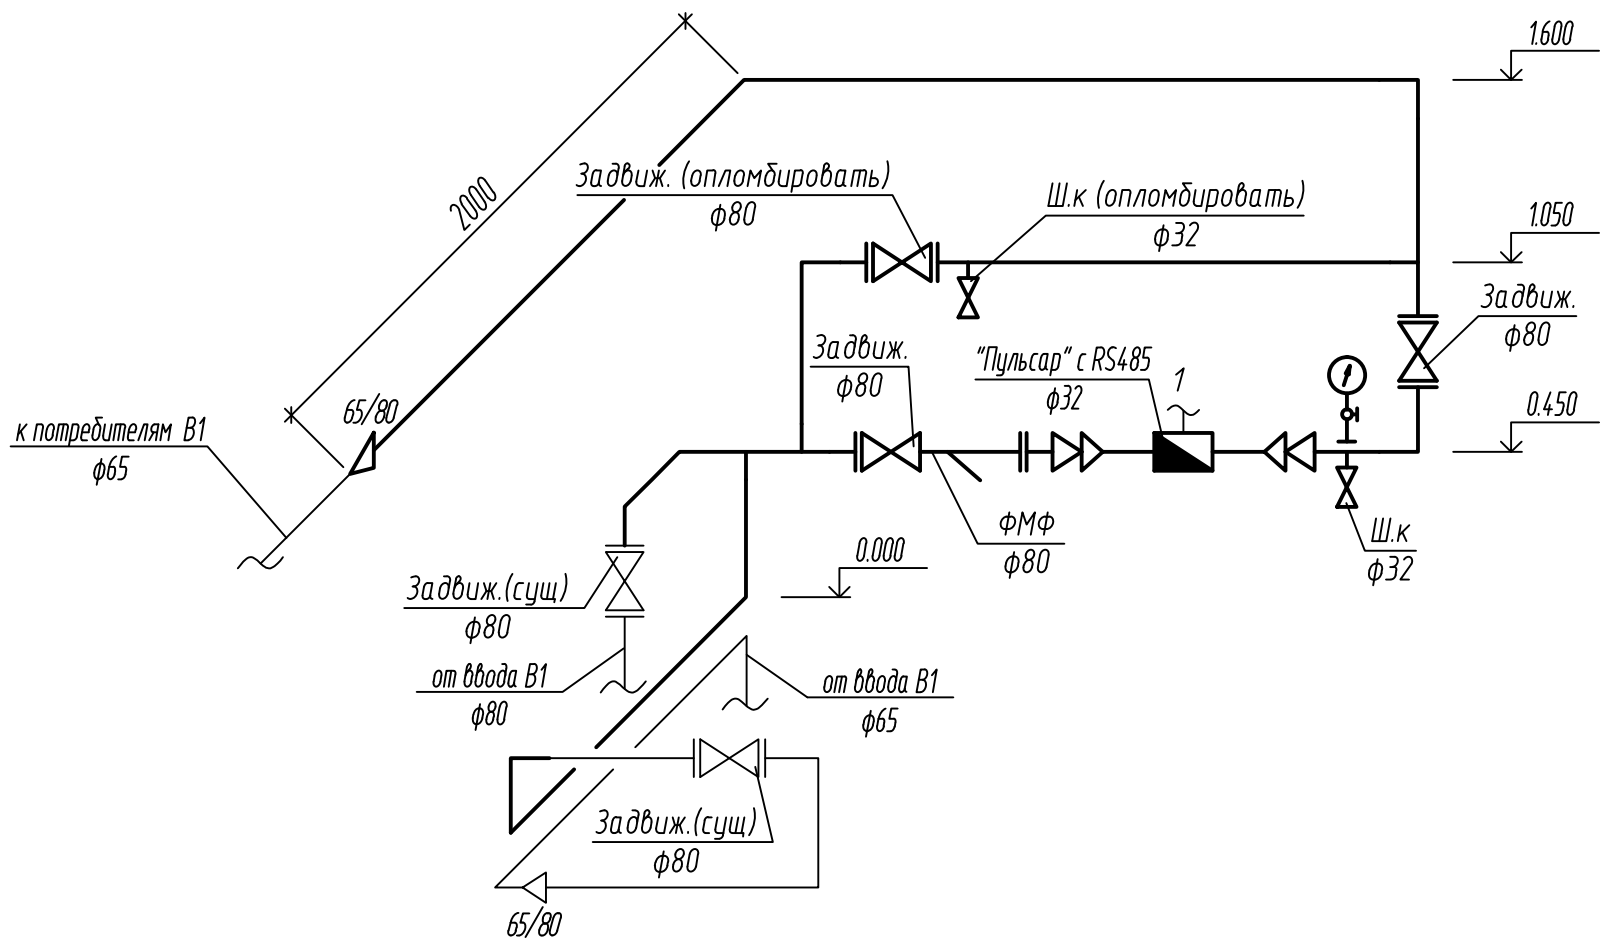 1.600
2000
Задвиж. (опломбировать)
ф80
Ш.к (опломбировать)
ф32
1.050
Задвиж.
ф80
Задвиж.
ф80
"Пульсар" с RS485
ф32
1
65/80
0.450
к потребителям В1
ф65
ФМФ
ф80
Ш.к
ф32
0.000
Задвиж.(сущ)
ф80
от ввода В1
ф80
от ввода В1
ф65
Задвиж.(сущ)
ф80
65/80